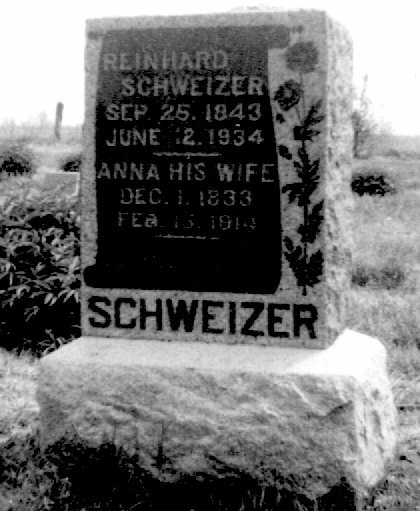 REINHARD
SCHWEIZER
SEP. 25. 1843
JUNE 12. 1934
ANNA HIS WIFE
DEC. 1. 1833
FEB. 13. 1914
SCHWEIZER